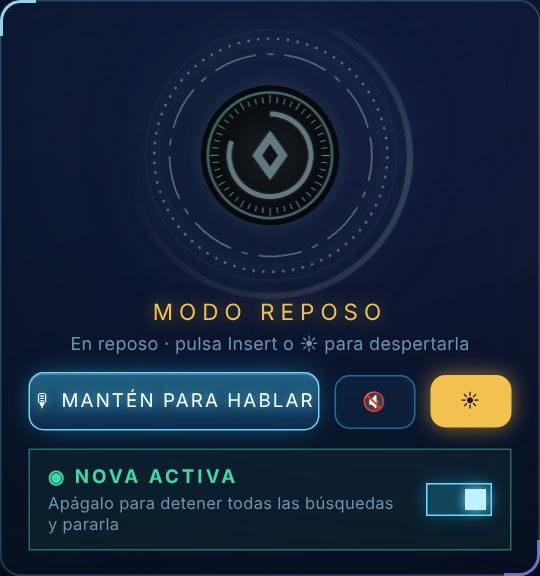 MODO REPOSO
En reposo · pulsa Insert o ☀ para despertarla
🎙 MANTÉN PARA HABLAR
◉ NOVA ACTIVA
Apágalo para detener todas las búsquedas
y pararla